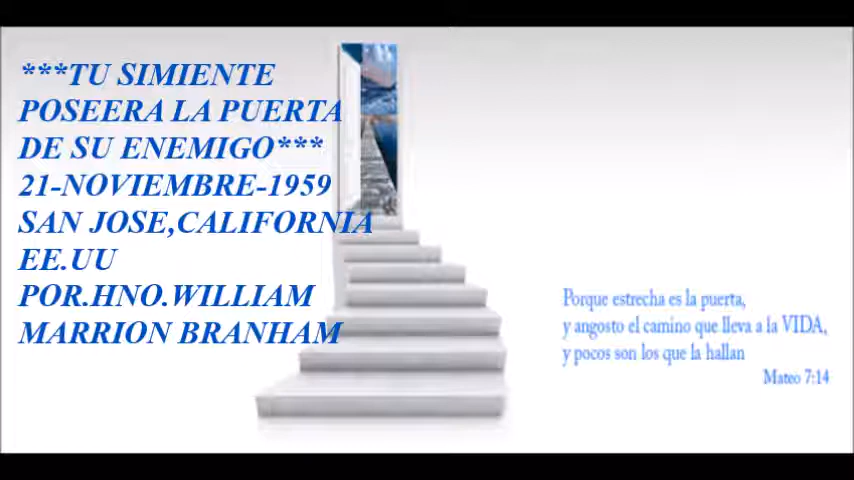 ***TU SIMIENTE
POSEERA LA PUERTA
DE SU ENEMIGO***
21-NOVIEMBRE-1959
SAN JOSE,CALIFORNIA
EE.UU
POR.HNO.WILLIAM
MARRION BRANHAM
Porque estrecha es la puerta,
y angosto el camino que lleva a la VIDA,
y pocos son los que la hallan
Mateo 7:14